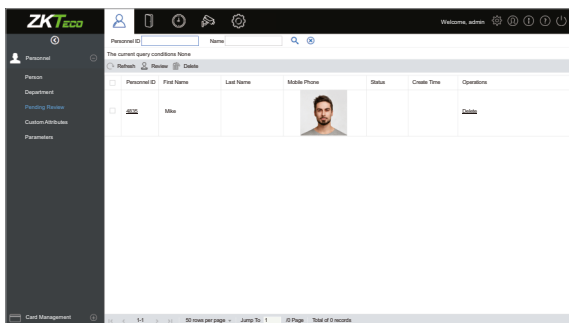 ZKTeco
Welcome, admin
Personnel ID
Name
The current query conditions None
Refresh Review Delete
Personnel
Person
Department
Pending Review
Custom Attributes
Parameters
Personnel ID First Name Last Name Mobile Phone Status Create Time Operations
4835 Mike Delete
Card Management
1-1 50 rows per page Jump To 1 /0 Page Total of 0 records